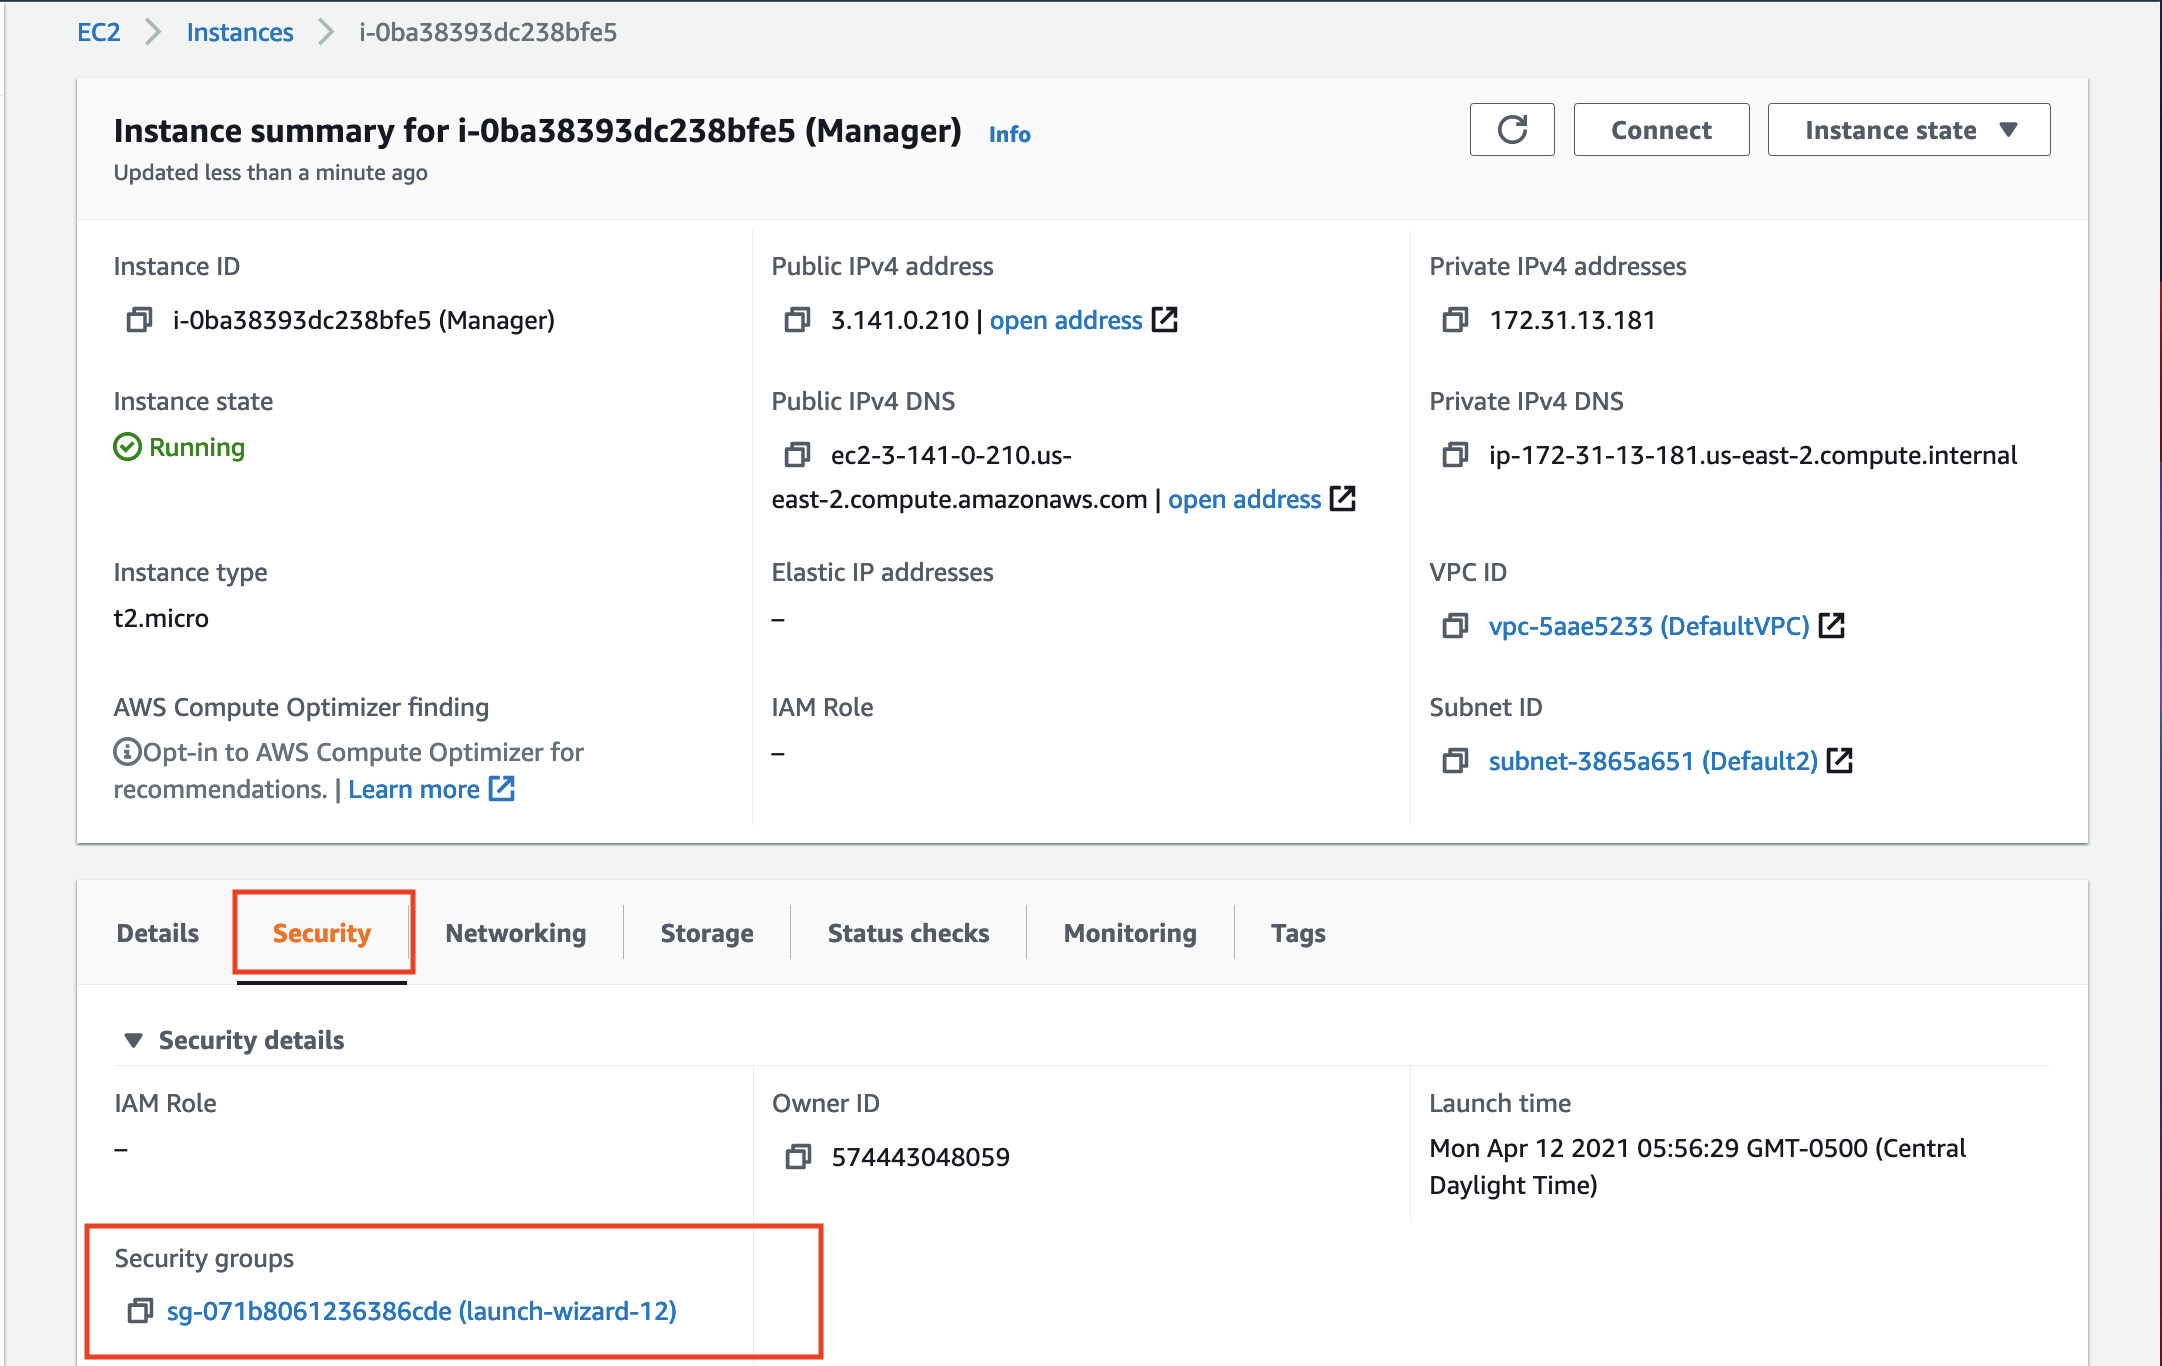 EC2 > Instances > i-0ba38393dc238bfe5
Instance summary for i-0ba38393dc238bfe5 (Manager) Info
Updated less than a minute ago
Connect
Instance state
Instance ID
i-0ba38393dc238bfe5 (Manager)
Public IPv4 address
3.141.0.210 | open address
Private IPv4 addresses
172.31.13.181
Instance state
Running
Public IPv4 DNS
ec2-3-141-0-210.us-
east-2.compute.amazonaws.com | open address
Private IPv4 DNS
ip-172-31-13-181.us-east-2.compute.internal
Instance type
t2.micro
Elastic IP addresses
–
VPC ID
vpc-5aae5233 (DefaultVPC)
AWS Compute Optimizer finding
Opt-in to AWS Compute Optimizer for
recommendations. | Learn more
IAM Role
–
Subnet ID
subnet-3865a651 (Default2)
Details
Security
Networking
Storage
Status checks
Monitoring
Tags
Security details
IAM Role
–
Owner ID
574443048059
Launch time
Mon Apr 12 2021 05:56:29 GMT-0500 (Central
Daylight Time)
Security groups
sg-071b8061236386cde (launch-wizard-12)